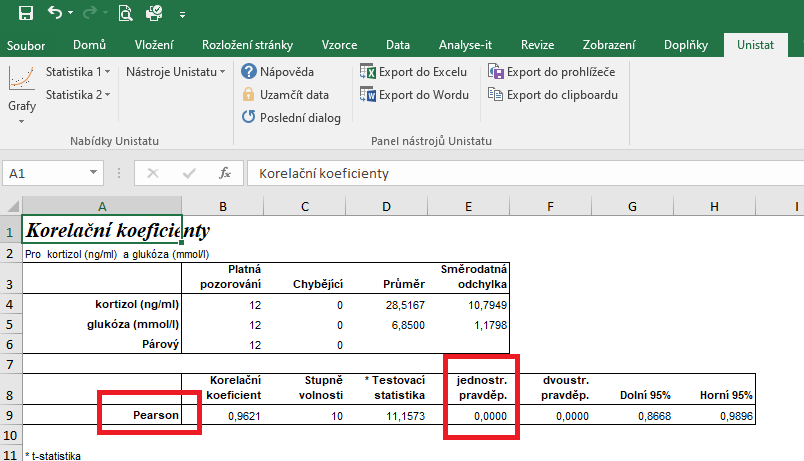 Soubor Domů Vložení Rozložení stránky Vzorce Data Analyse-it Revize Zobrazení Doplňky Unistat
Grafy
Statistika 1
Statistika 2
Nástroje Unistatu
Nabídky Unistatu
Nápověda
Uzamčít data
Poslední dialog
Export do Excelu
Export do Wordu
Export do prohlížeče
Export do clipboardu
Panel nástrojů Unistatu
A1 fx Korelační koeficienty
A B C D E F G H I
1 Korelační koeficienty
2 Pro kortizol (ng/ml) a glukóza (mmol/l)
Platná Směrodatná
3 pozorování Chybějící Průměr odchylka
4 kortizol (ng/ml) 12 0 28,5167 10,7949
5 glukóza (mmol/l) 12 0 6,8500 1,1798
6 Párový 12 0
7
Korelační Stupně * Testovací jednostr. dvoustr.
8 koeficient volnosti statistika pravděp. pravděp. Dolní 95% Horní 95%
9 Pearson 0,9621 10 11,1573 0,0000 0,0000 0,8668 0,9896
10
11 * t-statistika